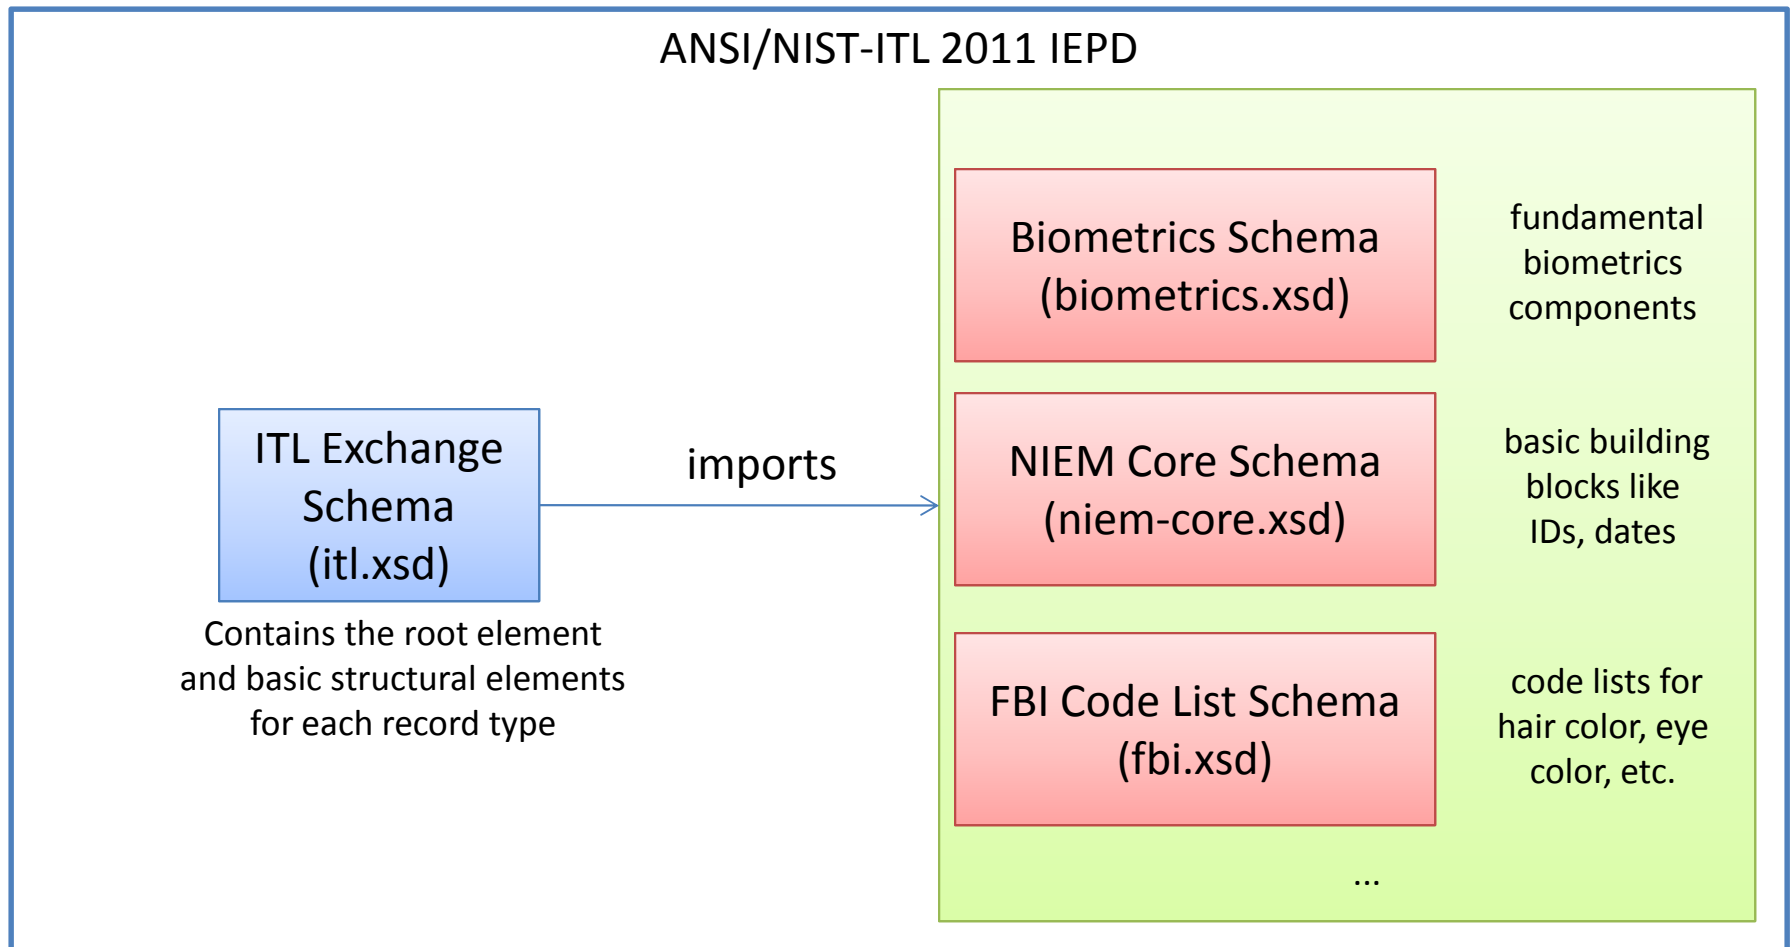 ANSI/NIST-ITL 2011 IEPD
ITL Exchange
Schema
(itl.xsd)
Contains the root element
and basic structural elements
for each record type
imports
Biometrics Schema
(biometrics.xsd)
fundamental
biometrics
components
NIEM Core Schema
(niem-core.xsd)
basic building
blocks like
IDs, dates
FBI Code List Schema
(fbi.xsd)
code lists for
hair color, eye
color, etc.
...